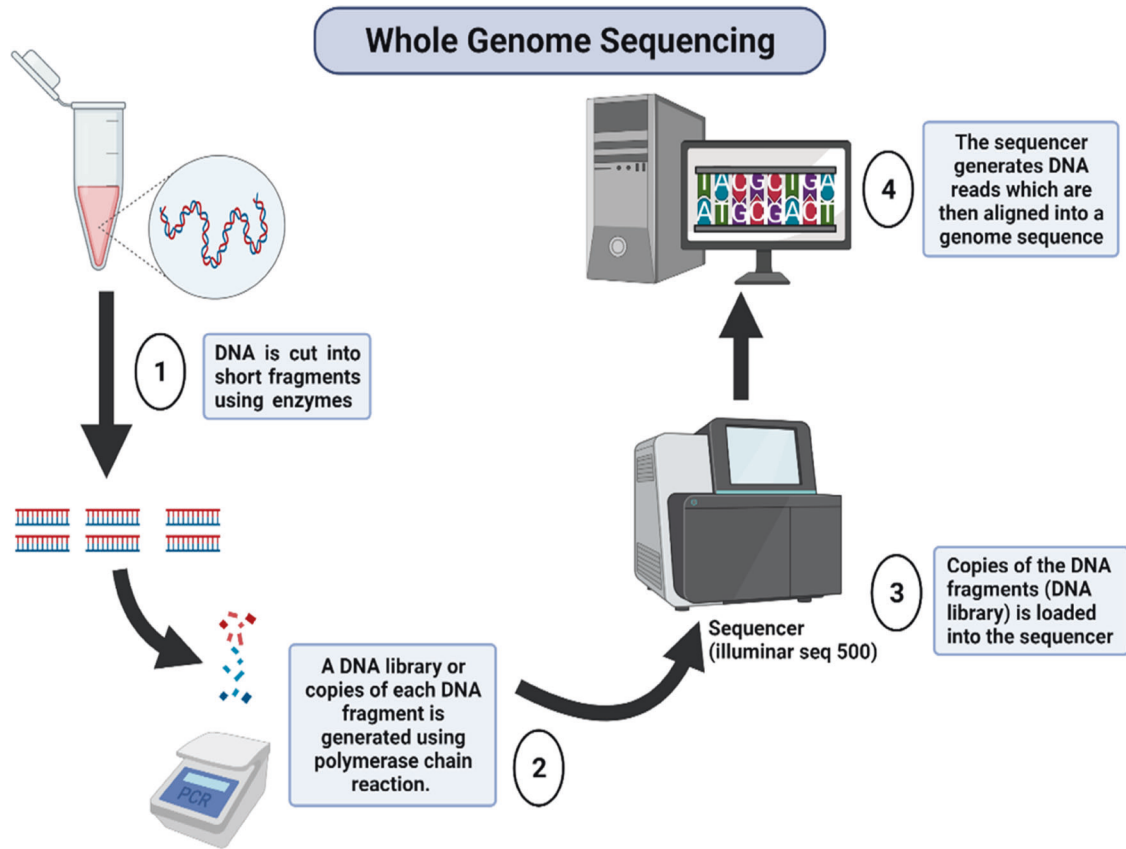 Whole Genome Sequencing
1
DNA is cut into
short fragments
using enzymes
PCR
A DNA library or
copies of each DNA
fragment is
generated using
polymerase chain
reaction.
2
Sequencer
(illuminar seq 500)
3
Copies of the DNA
fragments (DNA
library) is loaded
into the sequencer
TACGCTGA
ATGCGACT
4
The sequencer
generates DNA
reads which are
then aligned into a
genome sequence